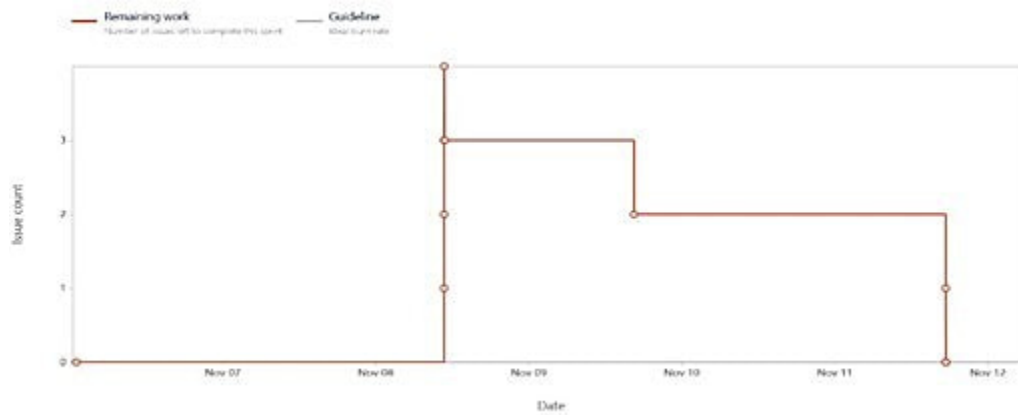 Remaining work
Number of issues left to complete this sprint
Guideline
Ideal burn rate
3
2
1
0
Issue count
Nov 07
Nov 08
Nov 09
Nov 10
Nov 11
Nov 12
Date